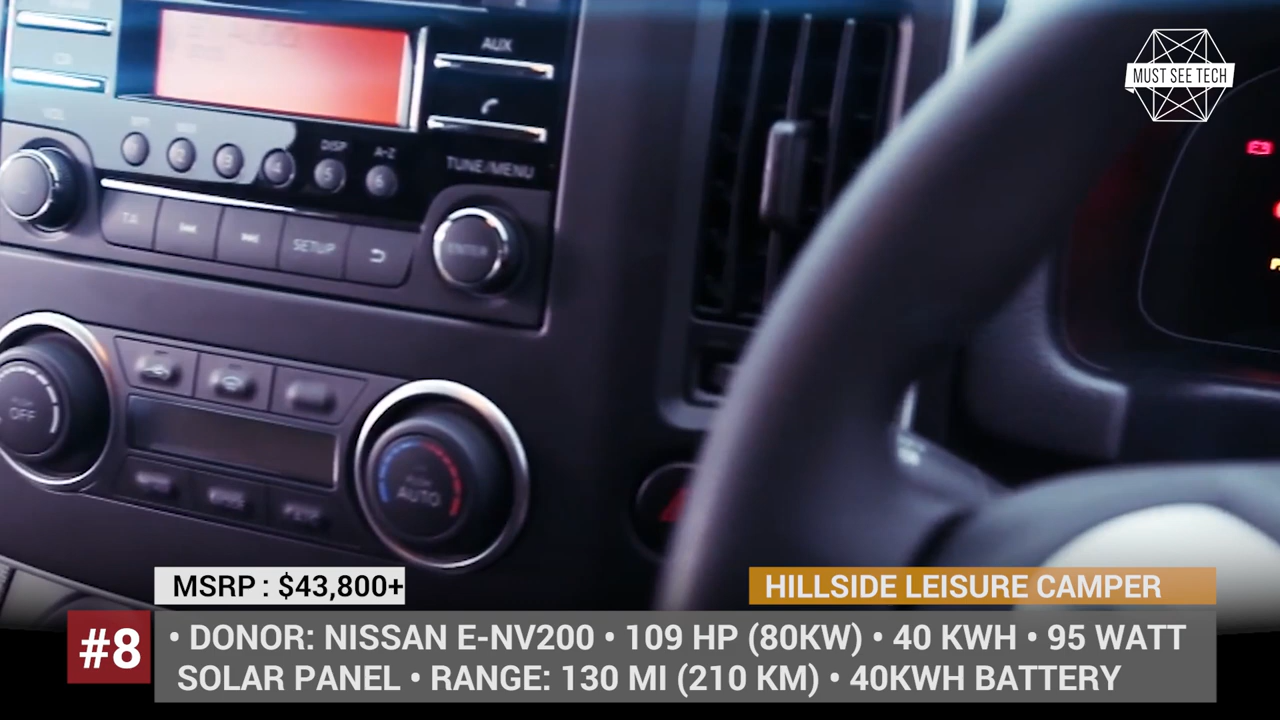 MUST SEE TECH
AUX
DISP
A-Z
TUNE/MENU
1
2
3
4
5
6
TA
SETUP
ENTER
OFF
AUTO
MSRP : $43,800+
HILLSIDE LEISURE CAMPER
#8
• DONOR: NISSAN E-NV200 • 109 HP (80KW) • 40 KWH • 95 WATT
SOLAR PANEL • RANGE: 130 MI (210 KM) • 40KWH BATTERY